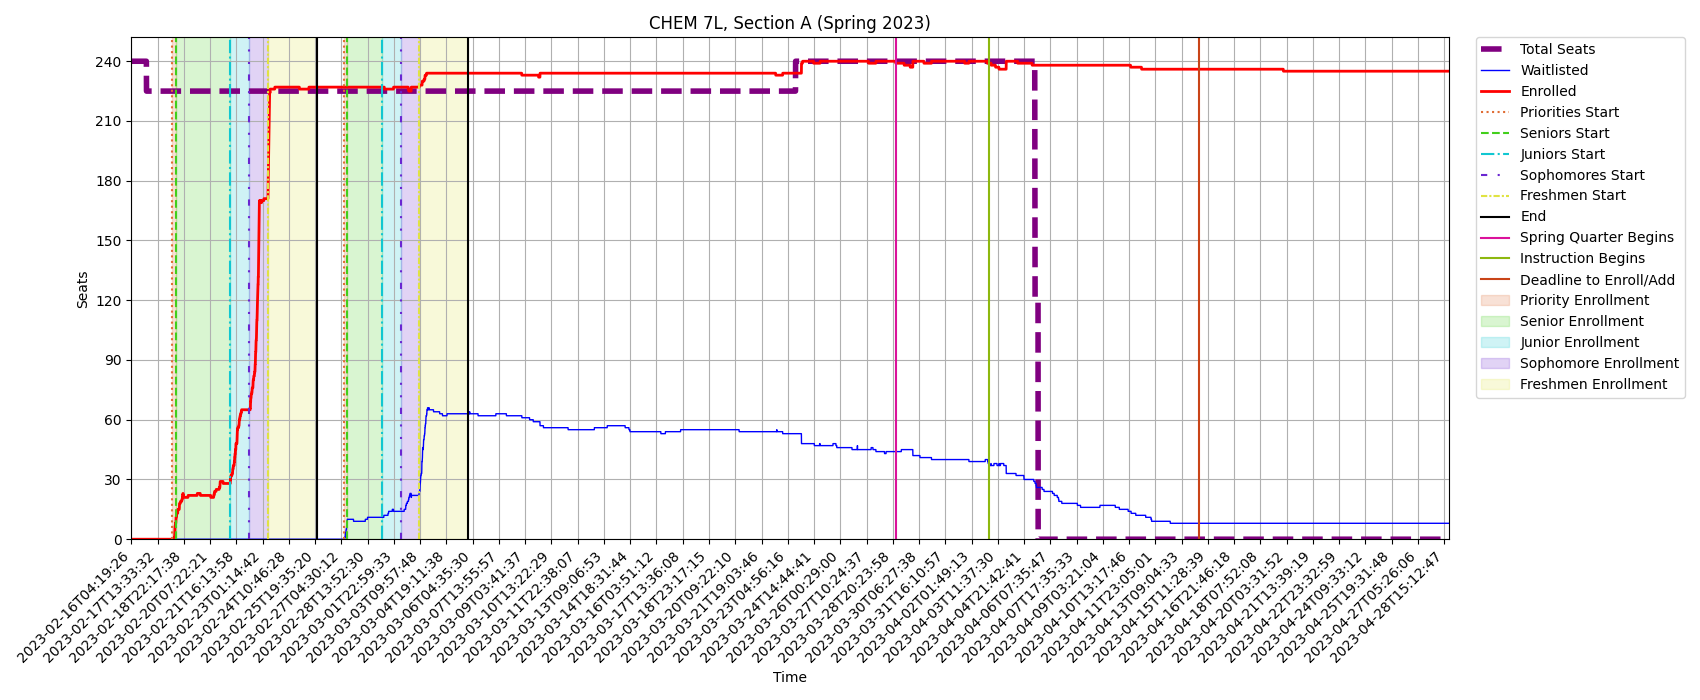 CHEM 7L, Section A (Spring 2023)
Seats
240
210
180
150
120
90
60
30
0
2023-02-16T04:19:26
2023-02-17T13:33:32
2023-02-18T22:17:38
2023-02-20T07:22:21
2023-02-21T16:13:58
2023-02-23T01:14:42
2023-02-24T10:46:28
2023-02-25T19:35:20
2023-02-27T04:30:12
2023-02-28T13:52:30
2023-03-01T22:59:33
2023-03-03T09:57:48
2023-03-04T19:11:38
2023-03-06T04:35:30
2023-03-07T13:55:57
2023-03-09T03:41:37
2023-03-10T13:22:29
2023-03-11T22:38:07
2023-03-13T09:06:53
2023-03-14T18:31:44
2023-03-16T03:51:12
2023-03-17T13:36:08
2023-03-18T23:17:15
2023-03-20T09:22:10
2023-03-21T19:03:46
2023-03-23T04:56:16
2023-03-24T14:44:41
2023-03-26T00:29:00
2023-03-27T10:24:37
2023-03-28T20:23:58
2023-03-30T06:27:38
2023-03-31T16:10:57
2023-04-02T01:49:13
2023-04-03T11:37:30
2023-04-04T21:42:41
2023-04-06T07:35:47
2023-04-07T17:35:33
2023-04-09T03:21:04
2023-04-10T13:17:46
2023-04-11T23:05:01
2023-04-13T09:04:33
2023-04-15T11:28:39
2023-04-16T21:46:18
2023-04-18T07:52:08
2023-04-20T03:31:52
2023-04-21T13:39:19
2023-04-22T23:32:59
2023-04-24T09:33:12
2023-04-25T19:31:48
2023-04-27T05:26:06
2023-04-28T15:12:47
Time
Total Seats
Waitlisted
Enrolled
Priorities Start
Seniors Start
Juniors Start
Sophomores Start
Freshmen Start
End
Spring Quarter Begins
Instruction Begins
Deadline to Enroll/Add
Priority Enrollment
Senior Enrollment
Junior Enrollment
Sophomore Enrollment
Freshmen Enrollment